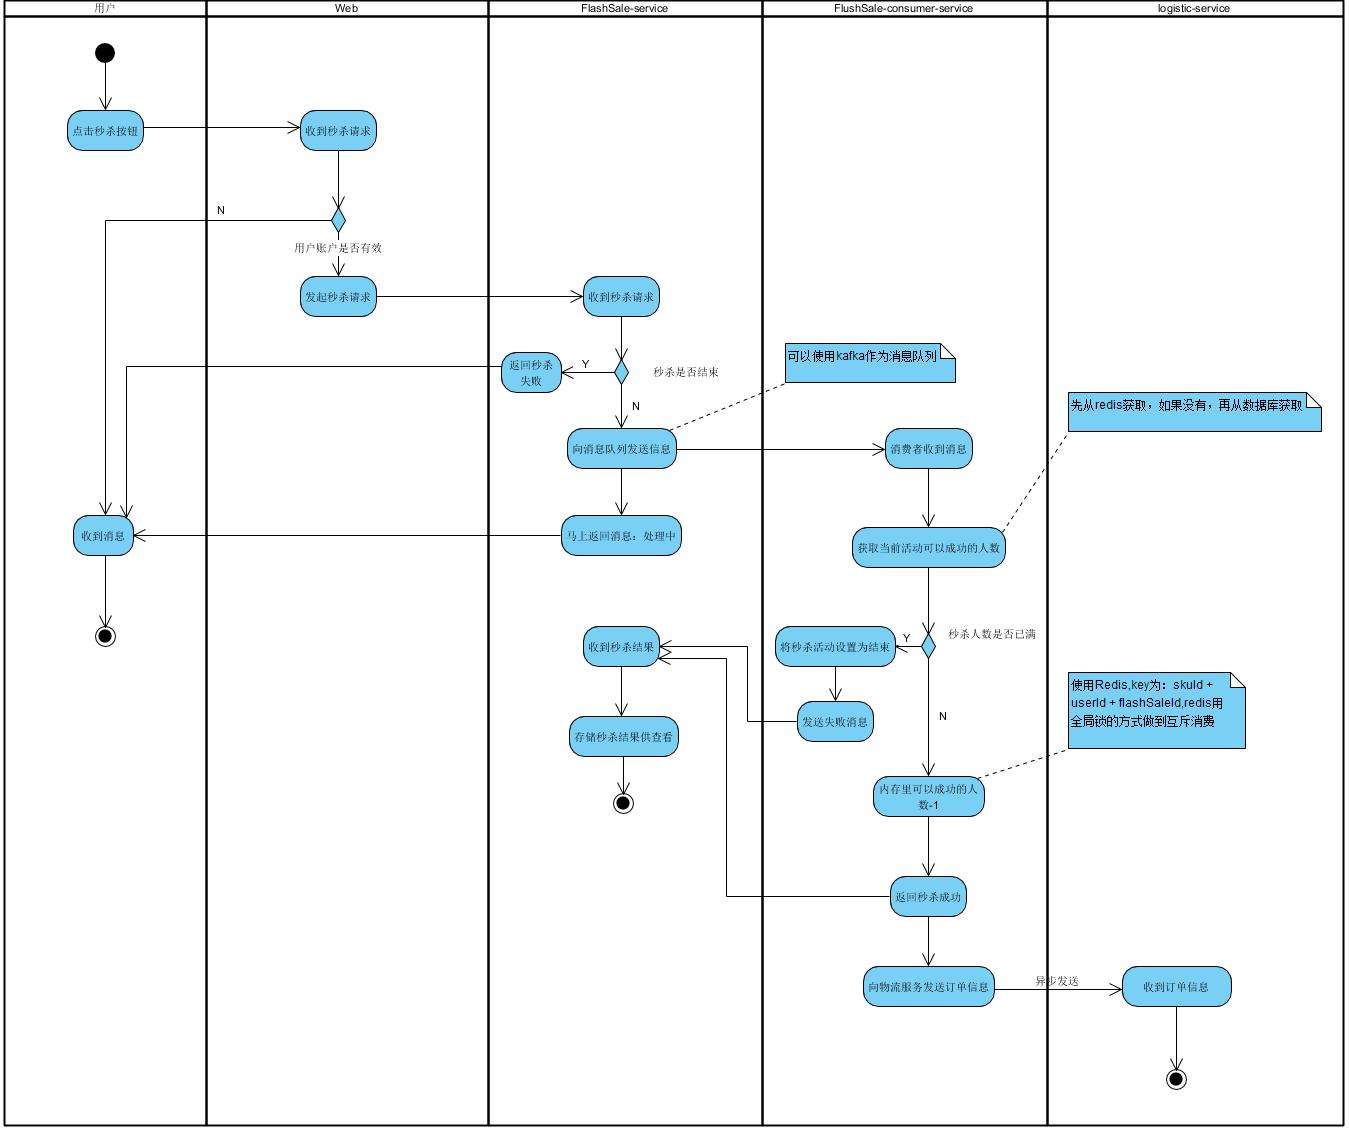 用户
Web
FlashSale-service
FlushSale-consumer-service
logistic-service
点击秒杀按钮
收到秒杀请求
N
用户账户是否有效
发起秒杀请求
收到秒杀请求
返回秒杀
失败
Y
秒杀是否结束
N
可以使用kafka作为消息队列
先从redis获取，如果没有，再从数据库获取
向消息队列发送信息
消费者收到消息
收到消息
马上返回消息：处理中
获取当前活动可以成功的人数
收到秒杀结果
将秒杀活动设置为结束
Y
秒杀人数是否已满
存储秒杀结果供查看
发送失败消息
N
使用Redis,key为：skuId +
userId + flashSaleId,redis用
全局锁的方式做到互斥消费
内存里可以成功的人
数-1
返回秒杀成功
向物流服务发送订单信息
异步发送
收到订单信息